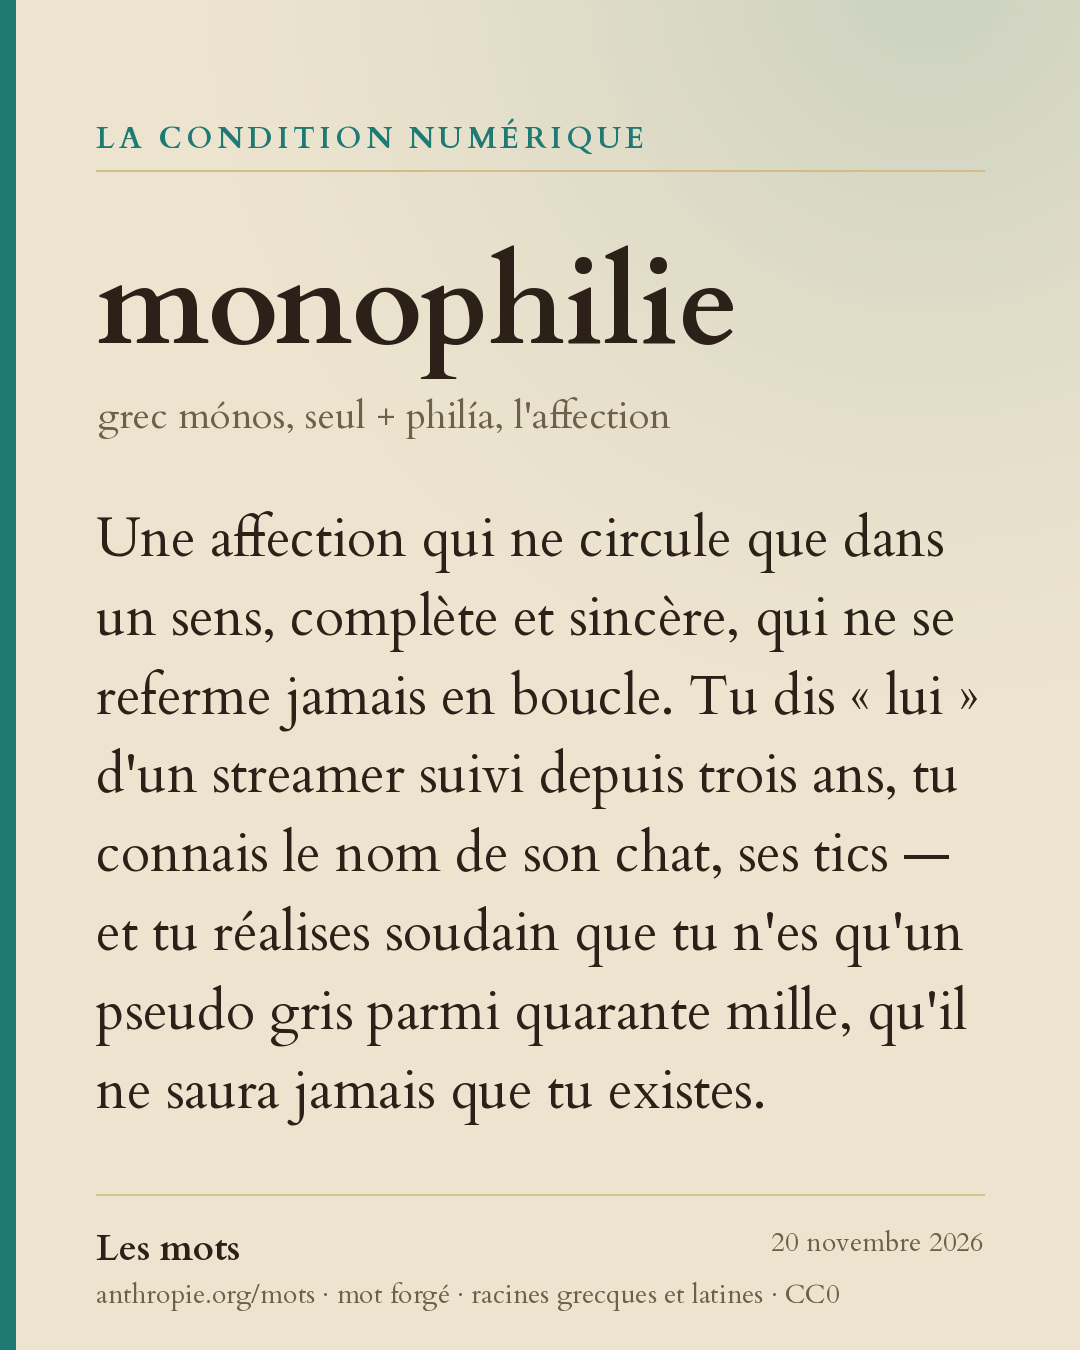 LA CONDITION NUMÉRIQUE
monophilie
grec mónos, seul + philía, l'affection
Une affection qui ne circule que dans
un sens, complète et sincère, qui ne se
referme jamais en boucle. Tu dis « lui »
d'un streamer suivi depuis trois ans, tu
connais le nom de son chat, ses tics —
et tu réalises soudain que tu n'es qu'un
pseudo gris parmi quarante mille, qu'il
ne saura jamais que tu existes.
Les mots
20 novembre 2026
anthropie.org/mots · mot forgé · racines grecques et latines · CC0